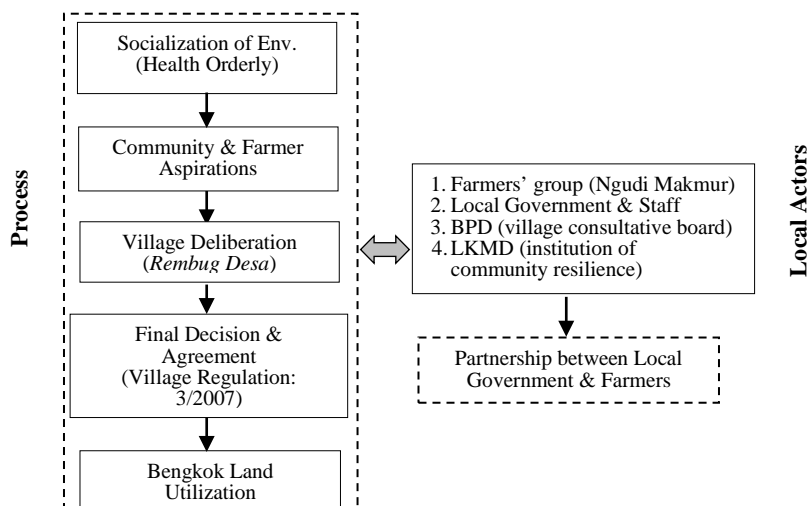 Process
Socialization of Env.
(Health Orderly)
Community & Farmer
Aspirations
Village Deliberation
(Rembug Desa)
Final Decision &
Agreement
(Village Regulation:
3/2007)
Bengkok Land
Utilization
1. Farmers' group (Ngudi Makmur)
2. Local Government & Staff
3. BPD (village consultative board)
4. LKMD (institution of
community resilience)
Partnership between Local
Government & Farmers
Local Actors